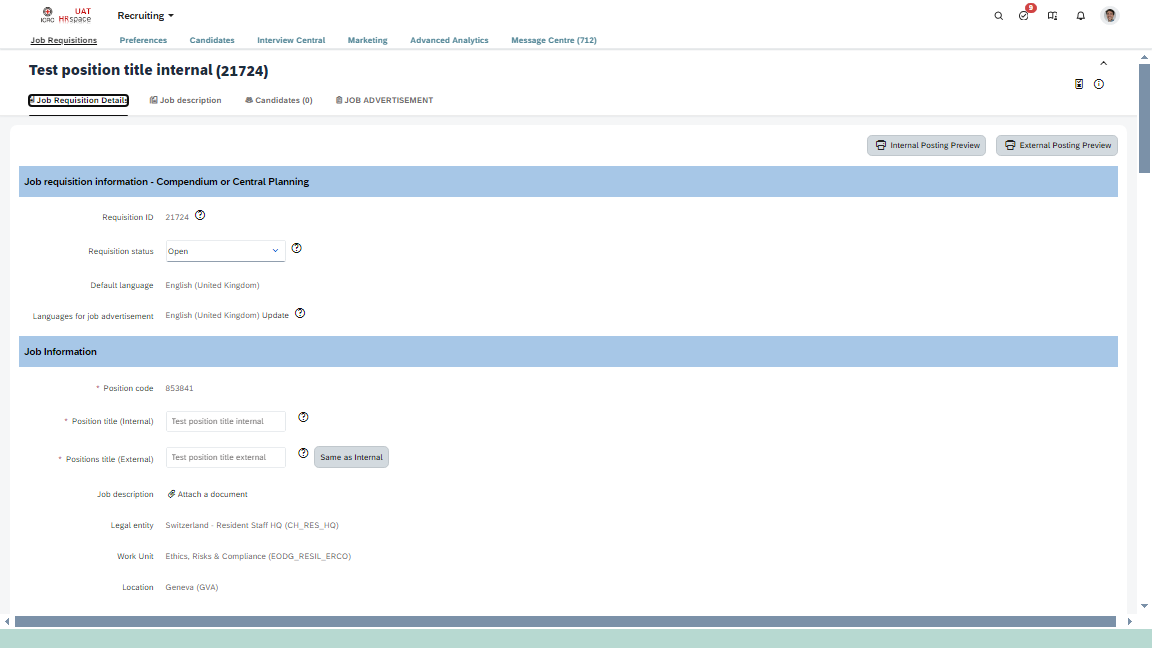 ICRC UAT HRspace Recruiting 9
Job Requisitions Preferences Candidates Interview Central Marketing Advanced Analytics Message Centre (712)
Test position title internal (21724)
Job Requisition Details Job description Candidates (0) JOB ADVERTISEMENT
Internal Posting Preview External Posting Preview
Job requisition information - Compendium or Central Planning
Requisition ID 21724
Requisition status Open
Default language English (United Kingdom)
Languages for job advertisement English (United Kingdom) Update
Job Information
* Position code 853841
* Position title (Internal) Test position title internal
* Positions title (External) Test position title external Same as Internal
Job description Attach a document
Legal entity Switzerland - Resident Staff HQ (CH_RES_HQ)
Work Unit Ethics, Risks & Compliance (EODG_RESIL_ERCO)
Location Geneva (GVA)